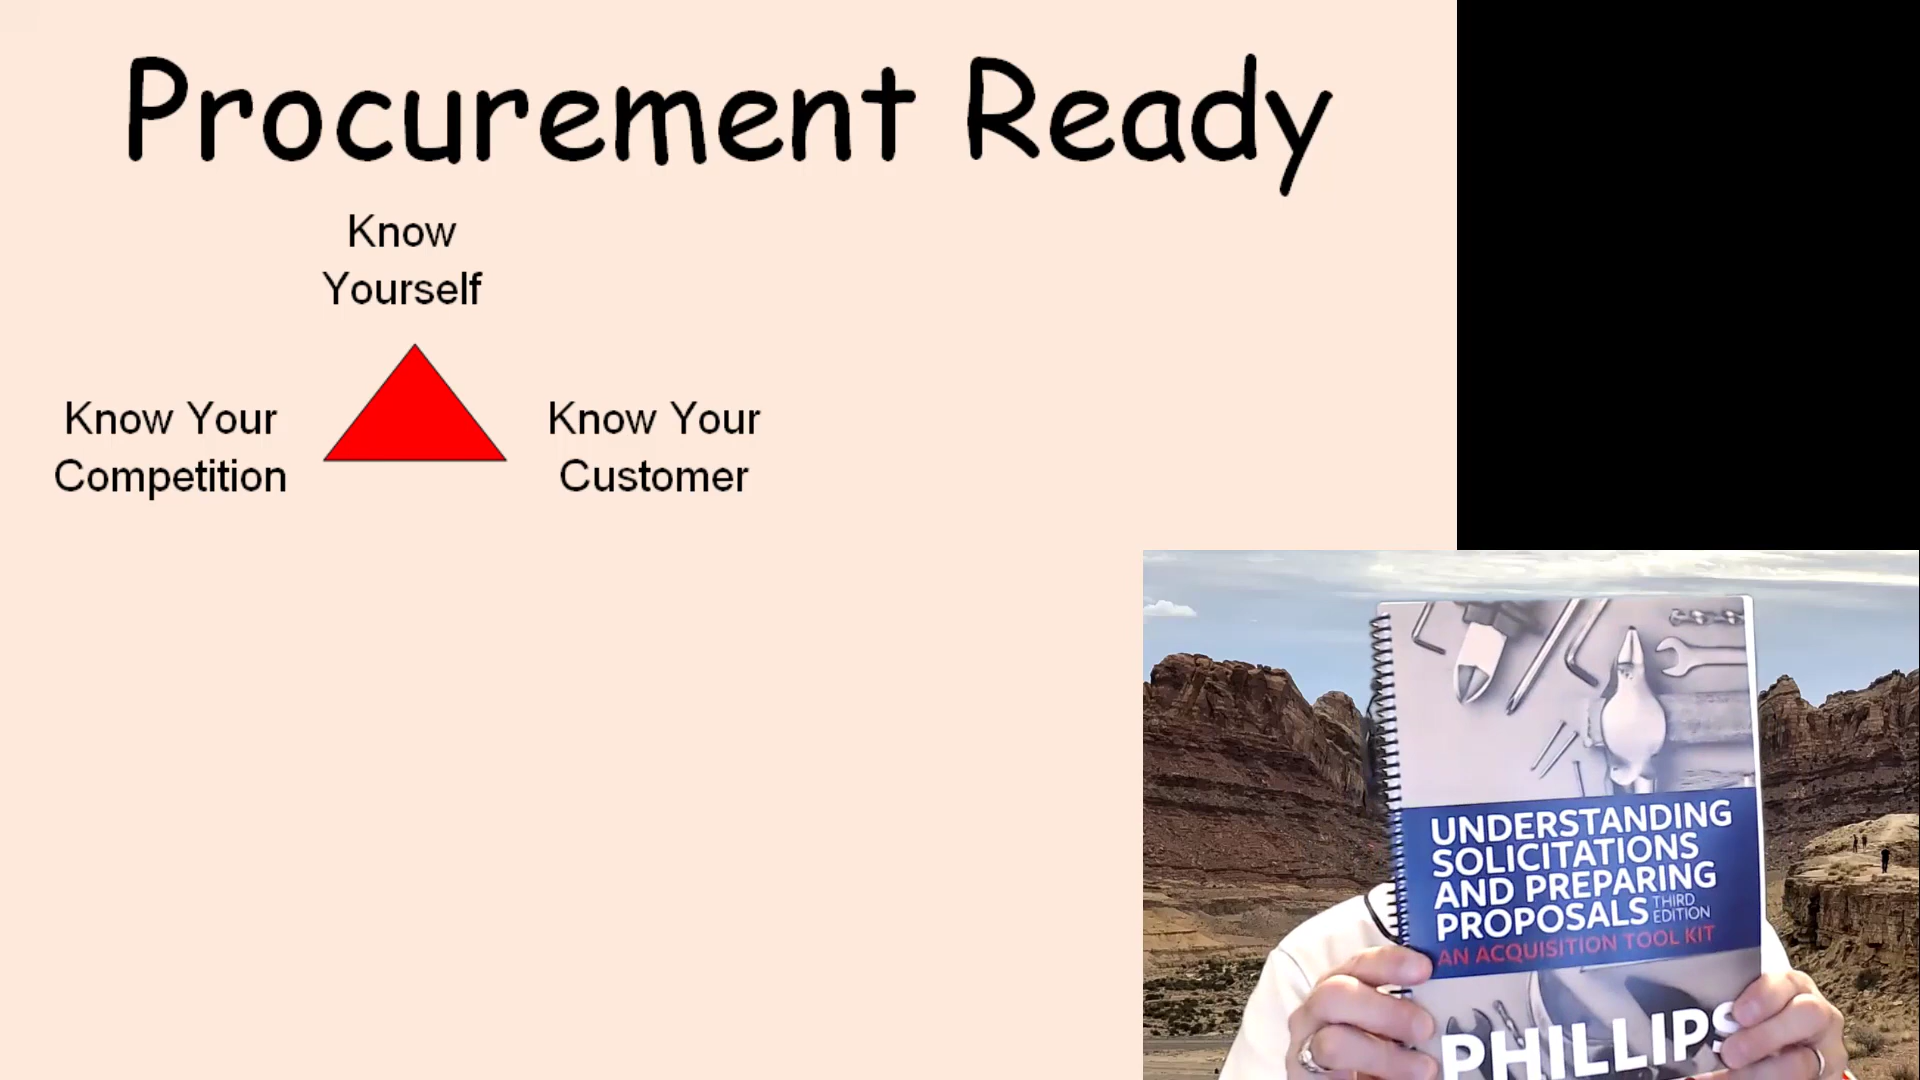 Procurement Ready
Know
Yourself
Know Your
Competition
Know Your
Customer
UNDERSTANDING
SOLICITATIONS
AND PREPARING
PROPOSALS THIRD
EDITION
AN ACQUISITION TOOL KIT
PHILLIPS